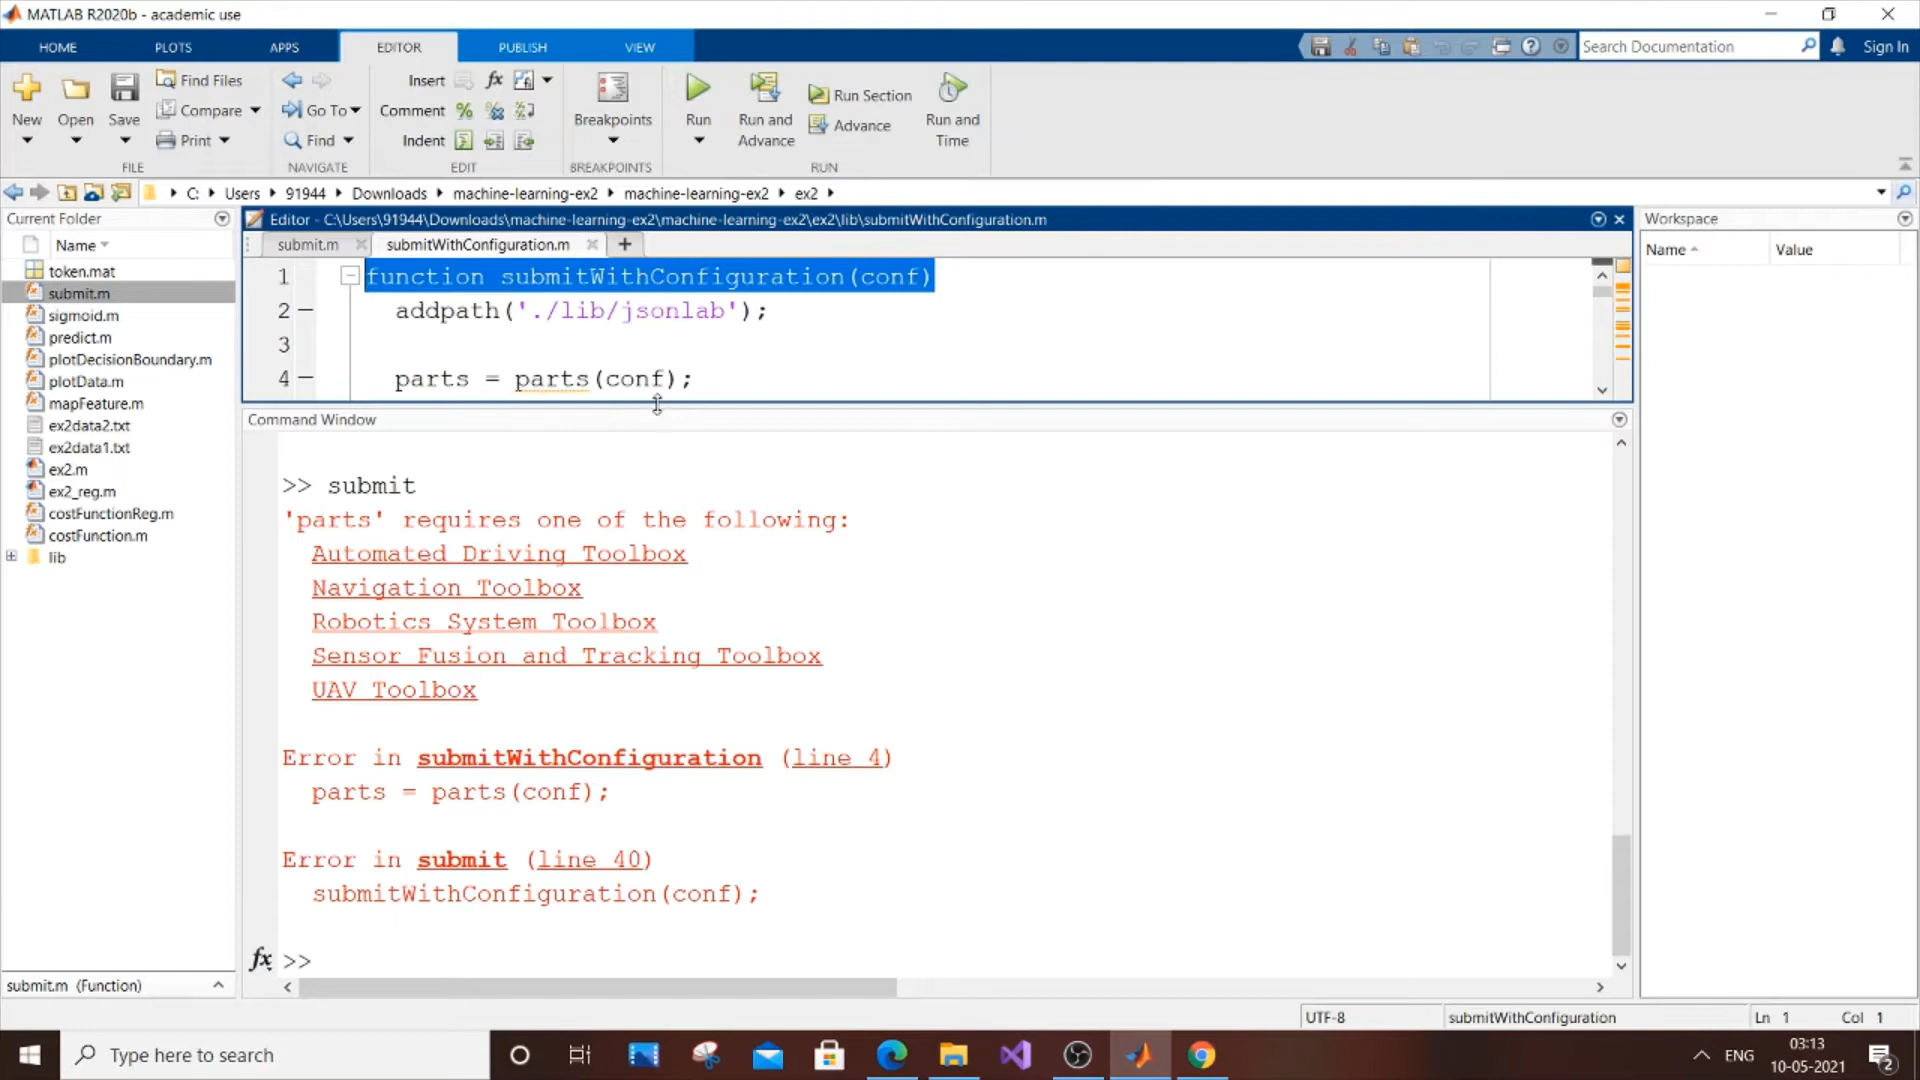 MATLAB R2020b - academic use
HOME PLOTS APPS EDITOR PUBLISH VIEW
Search Documentation
Sign In
New
Open
Save
Find Files
Compare
Print
FILE
Go To
Find
NAVIGATE
Insert
fx
Comment
Indent
EDIT
Breakpoints
BREAKPOINTS
Run
Run and Advance
Run Section
Advance
Run and Time
RUN
C: Users 91944 Downloads machine-learning-ex2 machine-learning-ex2 ex2
Current Folder
Name
token.mat
submit.m
sigmoid.m
predict.m
plotDecisionBoundary.m
plotData.m
mapFeature.m
ex2data2.txt
ex2data1.txt
ex2.m
ex2_reg.m
costFunctionReg.m
costFunction.m
lib
submit.m (Function)
Editor - C:\Users\91944\Downloads\machine-learning-ex2\machine-learning-ex2\ex2\lib\submitWithConfiguration.m
submit.m submitWithConfiguration.m
1 function submitWithConfiguration(conf)
2 addpath('./lib/jsonlab');
3
4 parts = parts(conf);
Command Window
>> submit
'parts' requires one of the following:
Automated Driving Toolbox
Navigation Toolbox
Robotics System Toolbox
Sensor Fusion and Tracking Toolbox
UAV Toolbox
Error in submitWithConfiguration (line 4)
parts = parts(conf);
Error in submit (line 40)
submitWithConfiguration(conf);
fx >>
Workspace
Name Value
UTF-8 submitWithConfiguration Ln 1 Col 1
Type here to search
ENG
03:13
10-05-2021
2